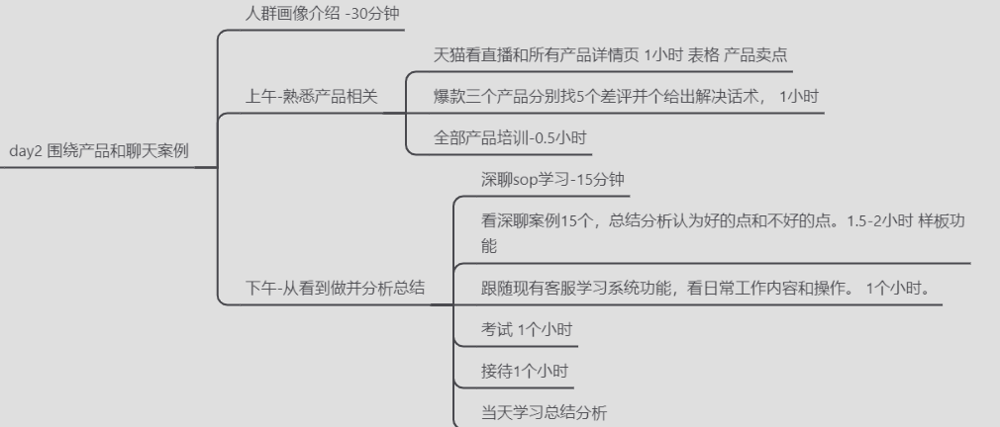 人群画像介绍 -30分钟
天猫看直播和所有产品详情页 1小时 表格 产品卖点
上午-熟悉产品相关
爆款三个产品分别找5个差评并个给出解决话术， 1小时
全部产品培训-0.5小时
day2 围绕产品和聊天案例
深聊sop学习-15分钟
看深聊案例15个，总结分析认为好的点和不好的点。1.5-2小时 样板功
能
下午-从看到做并分析总结
跟随现有客服学习系统功能，看日常工作内容和操作。 1个小时。
考试 1个小时
接待1个小时
当天学习总结分析